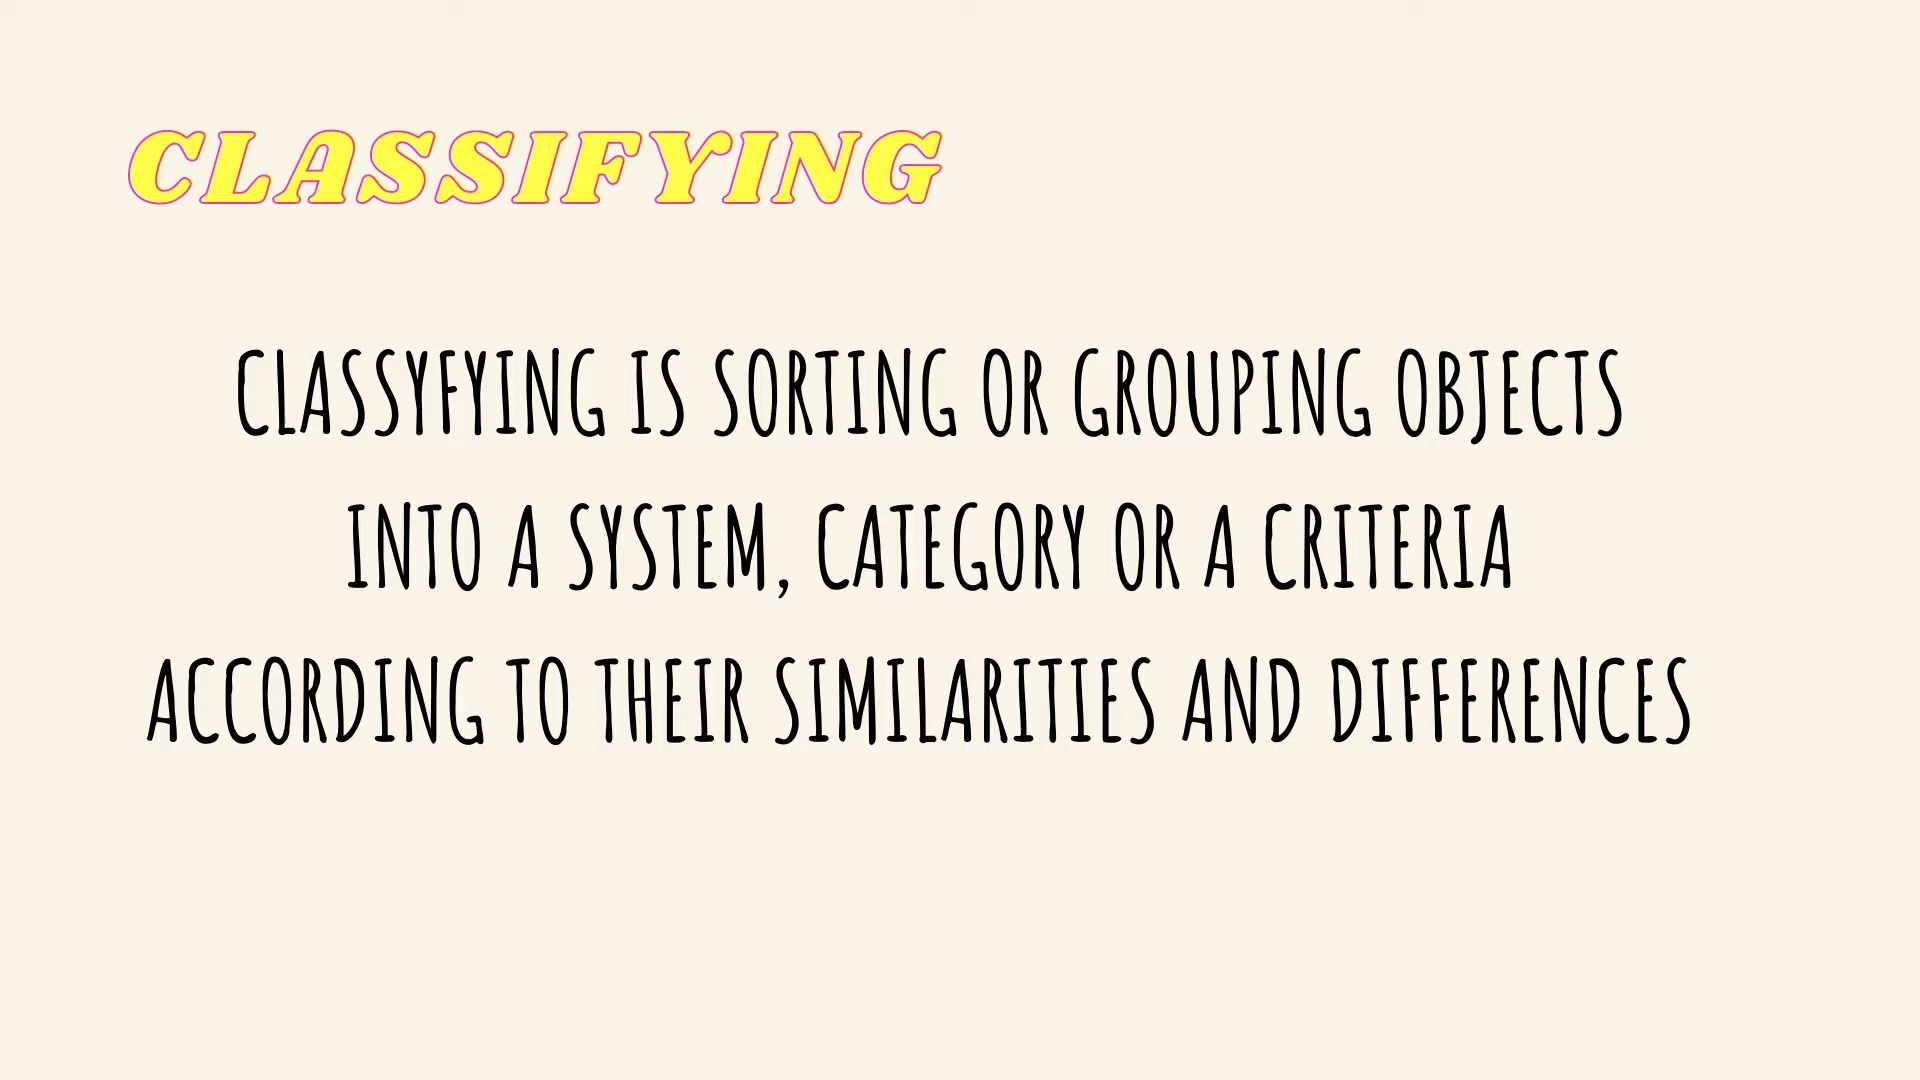 CLASSIFYING
CLASSYFYING IS SORTING OR GROUPING OBJECTS
INTO A SYSTEM, CATEGORY OR A CRITERIA
ACCORDING TO THEIR SIMILARITIES AND DIFFERENCES